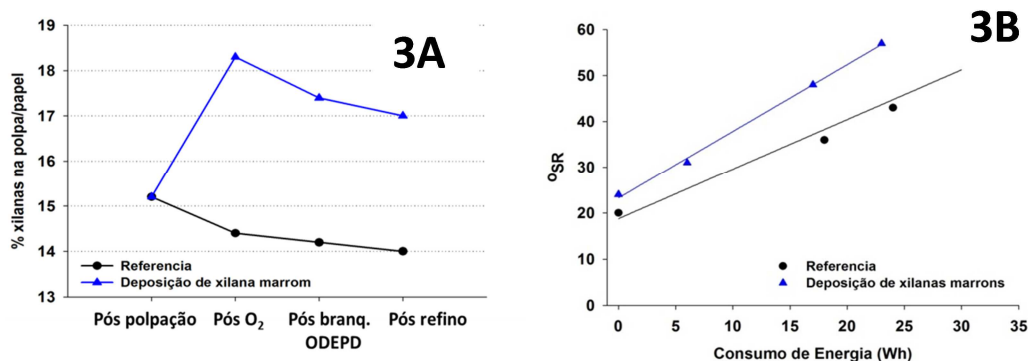 3A
% xilanas na polpa/papel
19
18
17
16
15
14
13
Referencia
Deposição de xilana marrom
Pós polpação Pós O₂ Pós branq. Pós refino
ODEPD
3B
ºSR
60
50
40
30
20
10
0
Referencia
Deposição de xilanas marrons
0 5 10 15 20 25 30 35
Consumo de Energia (Wh)